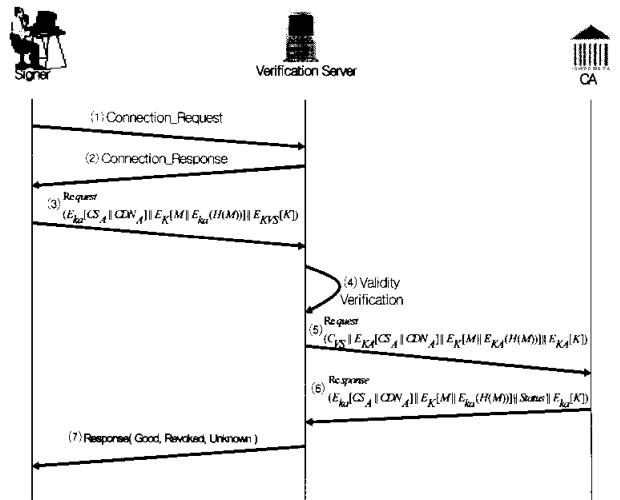 Signer
Verification Server
CA
(1) Connection_Request
(2) Connection_Response
(3) Request
(E_ka[CS_A || CDN_A] || E_K[M || E_ka(H(M))] || E_KVS[K])
(4) Validity
Verification
(5) Request
(C_VS || E_KA[CS_A || CDN_A] || E_K[M || E_KA(H(M))] || E_KA[K])
(6) Response
(E_ka[CS_A || CDN_A] || E_K[M || E_ka(H(M))] || Status || E_ka[K])
(7) Response( Good, Revoked, Unknown )